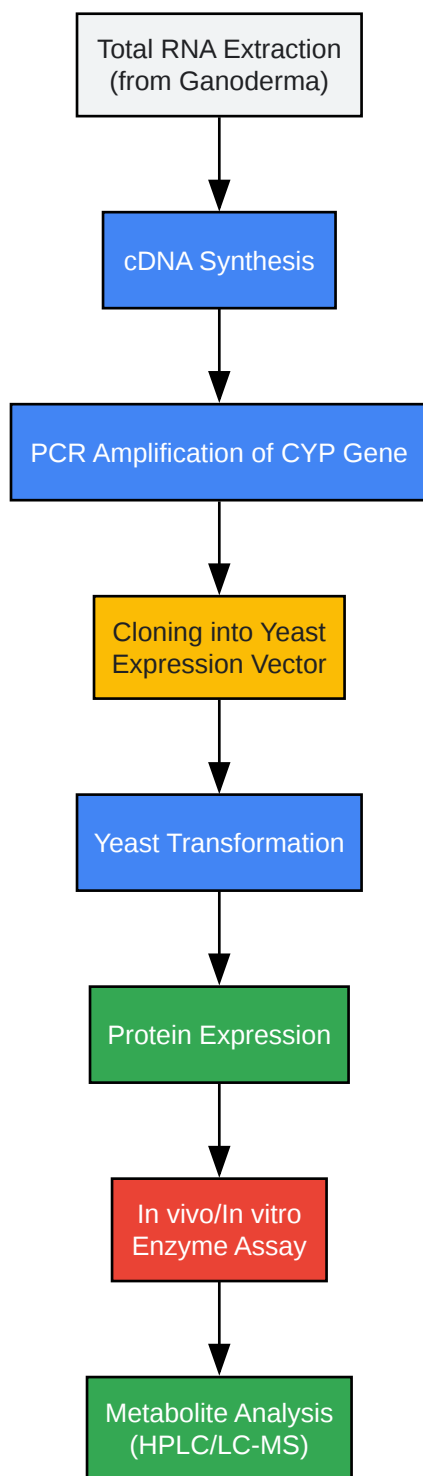 Total RNA Extraction
(from Ganoderma)
cDNA Synthesis
PCR Amplification of CYP Gene
Cloning into Yeast
Expression Vector
Yeast Transformation
Protein Expression
In vivo/In vitro
Enzyme Assay
Metabolite Analysis
(HPLC/LC-MS)